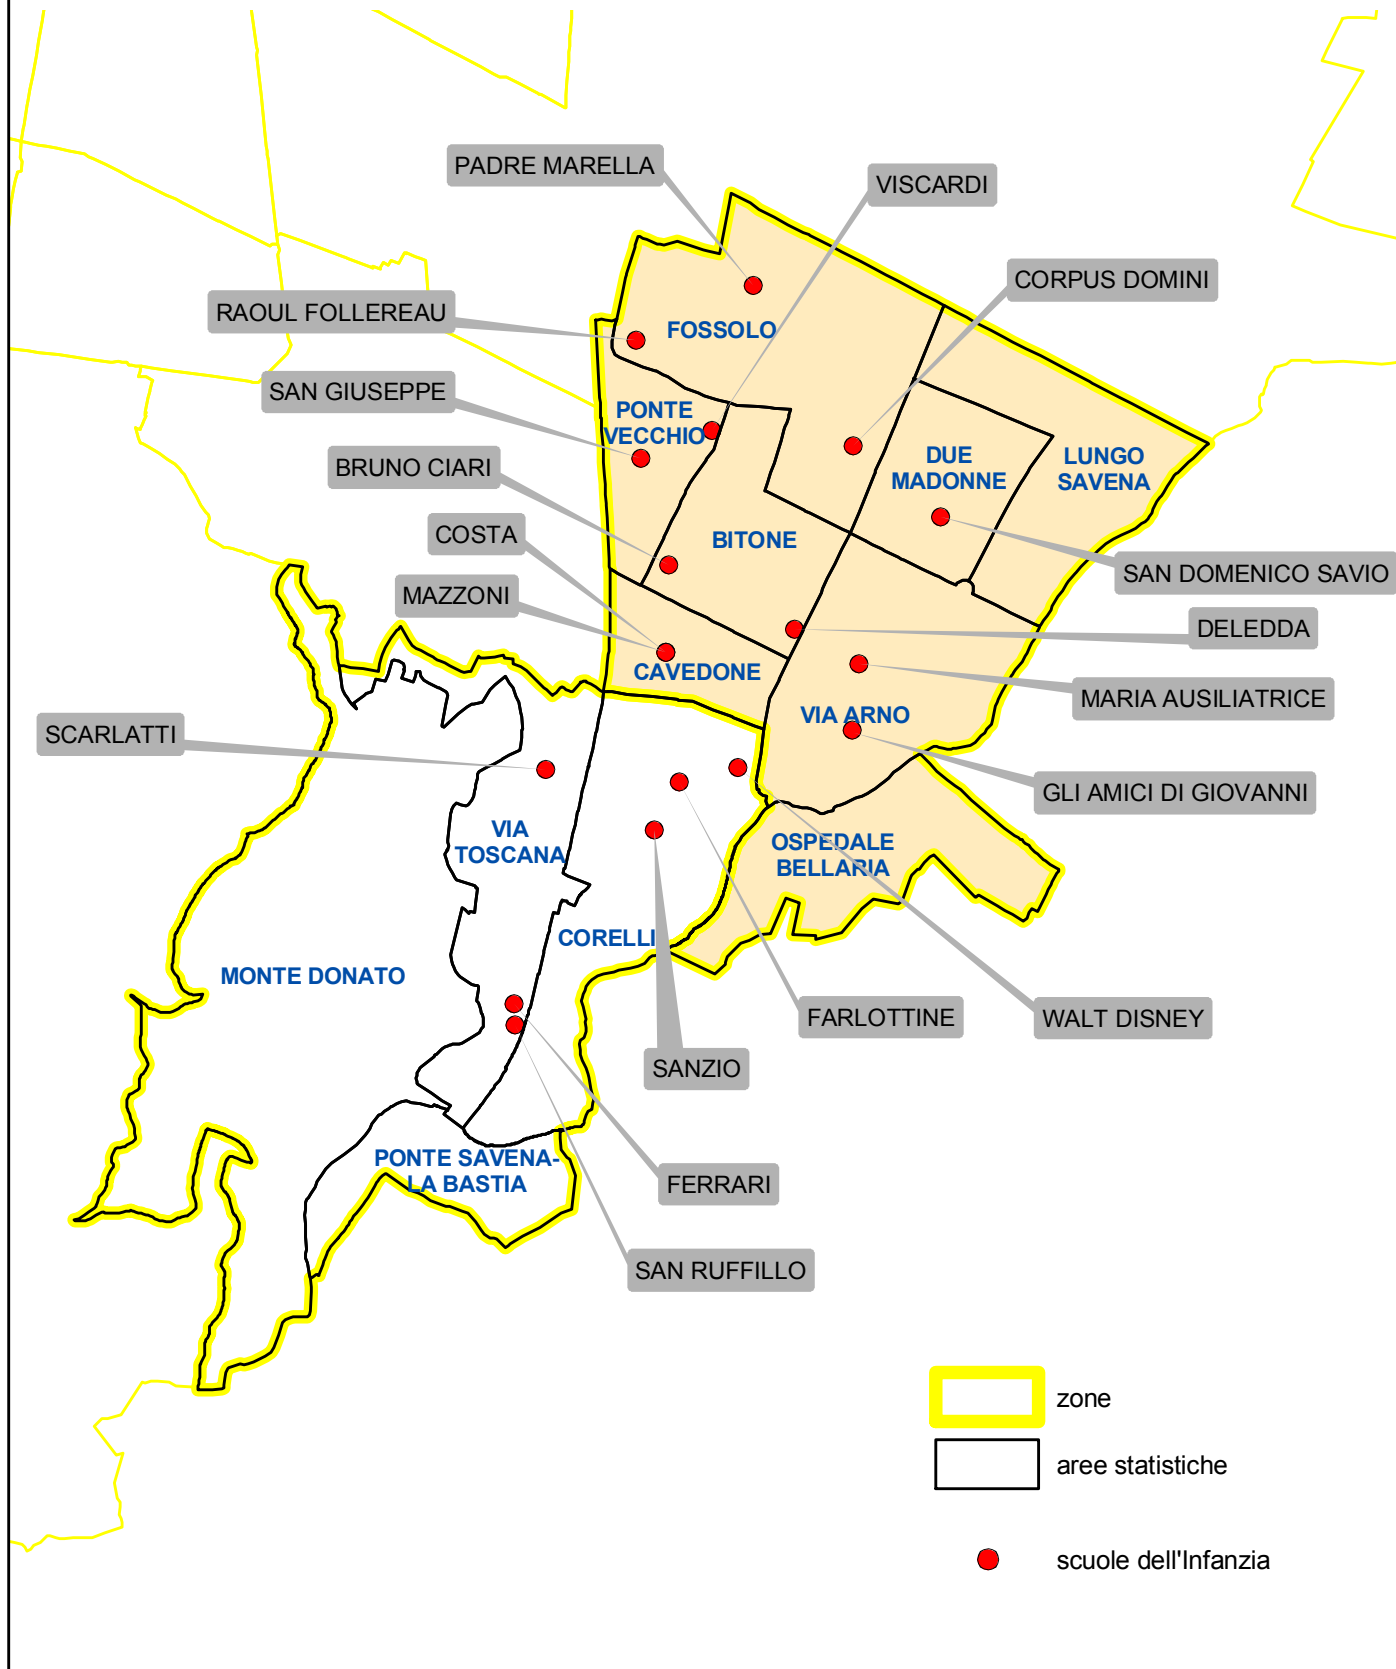 PADRE MARELLA
VISCARDI
CORPUS DOMINI
RAOUL FOLLEREAU
FOSSOLO
SAN GIUSEPPE
PONTE
VECCHIO
BRUNO CIARI
DUE
MADONNE
LUNGO
SAVENA
COSTA
BITONE
SAN DOMENICO SAVIO
MAZZONI
DELEDDA
CAVEDONE
MARIA AUSILIATRICE
SCARLATTI
VIA ARNO
GLI AMICI DI GIOVANNI
VIA
TOSCANA
OSPEDALE
BELLARIA
CORELLI
MONTE DONATO
FARLOTTINE
WALT DISNEY
SANZIO
PONTE SAVENA-
LA BASTIA
FERRARI
SAN RUFFILLO
zone
aree statistiche
scuole dell'Infanzia